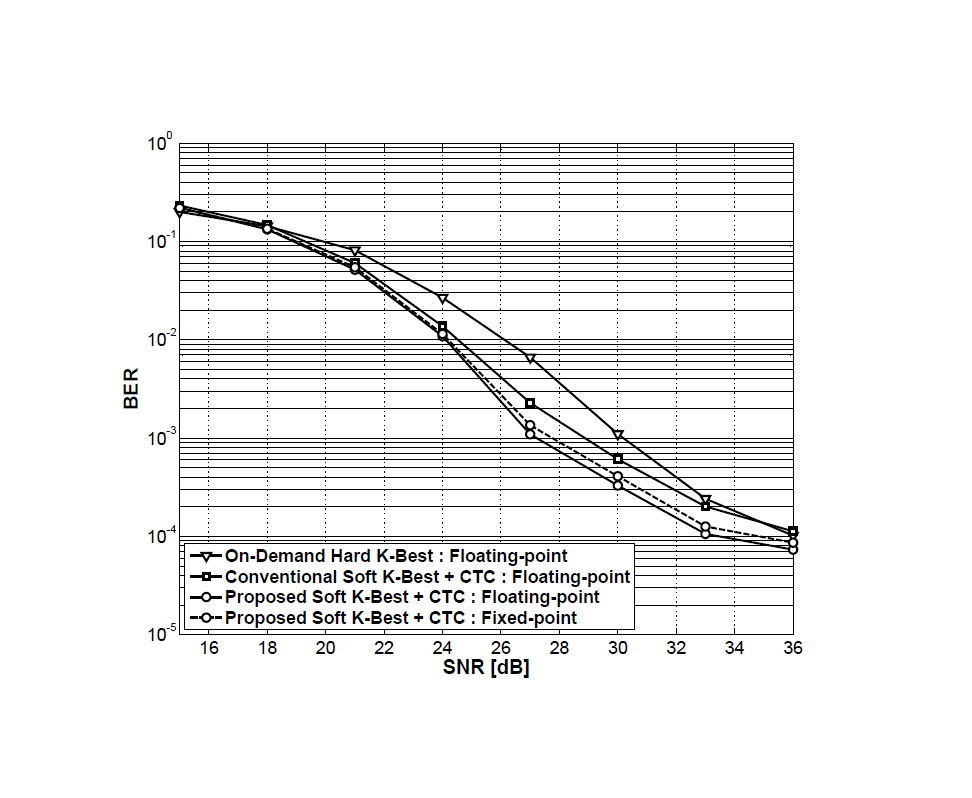 10^0
10^-1
10^-2
10^-3
10^-4
10^-5
BER
On-Demand Hard K-Best : Floating-point
Conventional Soft K-Best + CTC : Floating-point
Proposed Soft K-Best + CTC : Floating-point
Proposed Soft K-Best + CTC : Fixed-point
16 18 20 22 24 26 28 30 32 34 36
SNR [dB]